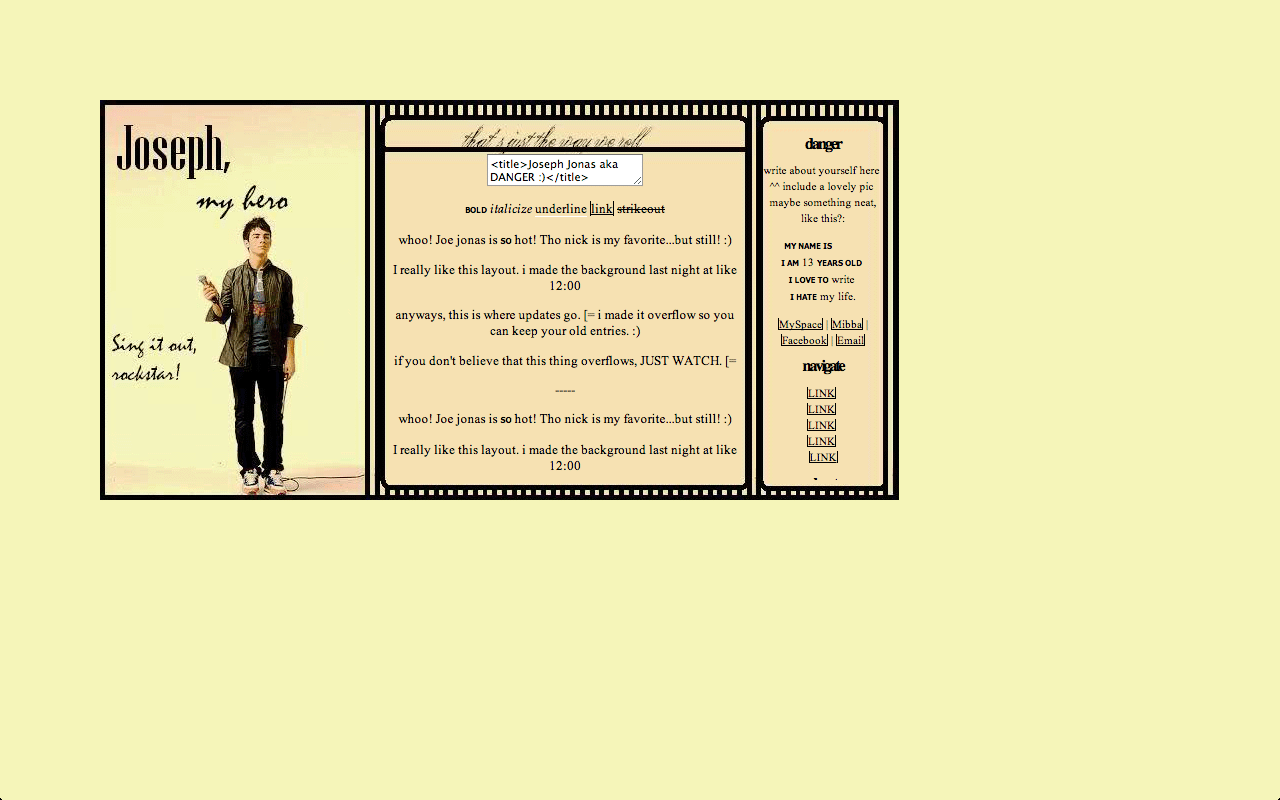 Joseph,
my hero
Sing it out,
rockstar!
that's just the way we roll
<title>Joseph Jonas aka
DANGER :)</title>
BOLD italicize underline link strikeout
whoo! Joe jonas is so hot! Tho nick is my favorite...but still! :)
I really like this layout. i made the background last night at like
12:00
anyways, this is where updates go. [= i made it overflow so you
can keep your old entries. :)
if you don't believe that this thing overflows, JUST WATCH. [=
-----
whoo! Joe jonas is so hot! Tho nick is my favorite...but still! :)
I really like this layout. i made the background last night at like
12:00
danger
write about yourself here
^^ include a lovely pic
maybe something neat,
like this?:
MY NAME IS
I AM 13 YEARS OLD
I LOVE TO write
I HATE my life.
MySpace | Mibba |
Facebook | Email
navigate
LINK
LINK
LINK
LINK
LINK